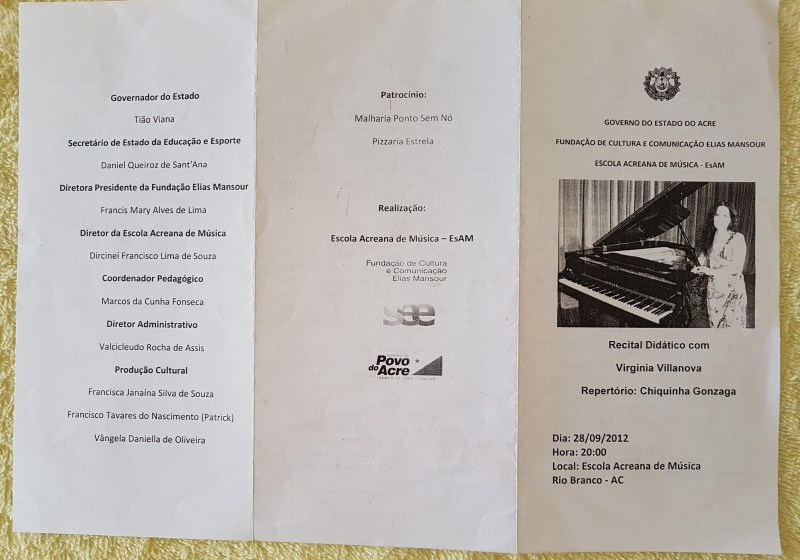 Governador do Estado
Tião Viana
Secretário de Estado da Educação e Esporte
Daniel Queiroz de Sant'Ana
Diretora Presidente da Fundação Elias Mansour
Francis Mary Alves de Lima
Diretor da Escola Acreana de Música
Dircinei Francisco Lima de Souza
Coordenador Pedagógico
Marcos da Cunha Fonseca
Diretor Administrativo
Valcicleudo Rocha de Assis
Produção Cultural
Francisca Janaína Silva de Souza
Francisco Tavares do Nascimento (Patrick)
Vângela Daniella de Oliveira
Patrocínio:
Malharia Ponto Sem Nó
Pizzaria Estrela
Realização:
Escola Acreana de Música – EsAM
Fundação de Cultura
e Comunicação
Elias Mansour
see
Povo
do Acre
GOVERNO DO ESTADO DO ACRE
FUNDAÇÃO DE CULTURA E COMUNICAÇÃO ELIAS MANSOUR
ESCOLA ACREANA DE MÚSICA - EsAM
Recital Didático com
Virginia Villanova
Repertório: Chiquinha Gonzaga
Dia: 28/09/2012
Hora: 20:00
Local: Escola Acreana de Música
Rio Branco - AC